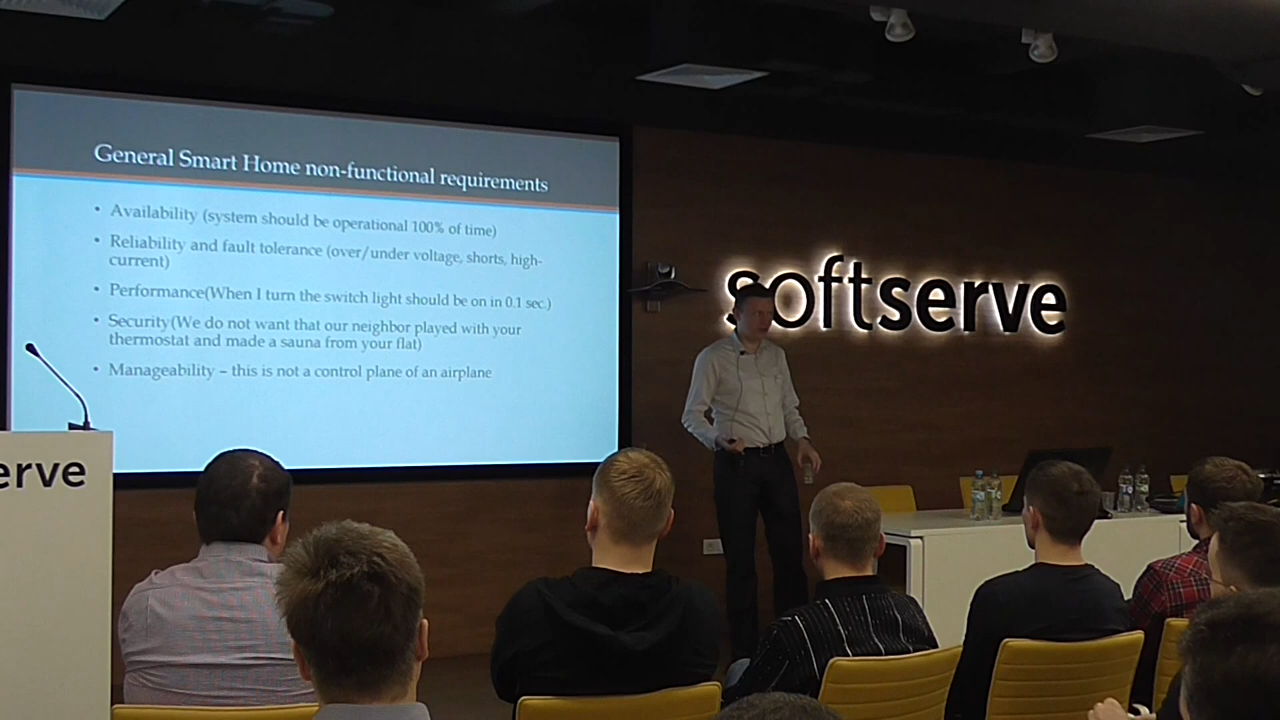 General Smart Home non-functional requirements
• Availability (system should be operational 100% of time)
• Reliability and fault tolerance (over/under voltage, shorts, high-
current)
• Performance(When I turn the switch light should be on in 0.1 sec.)
• Security(We do not want that our neighbor played with your
thermostat and made a sauna from your flat)
• Manageability – this is not a control plane of an airplane
softserve
erve